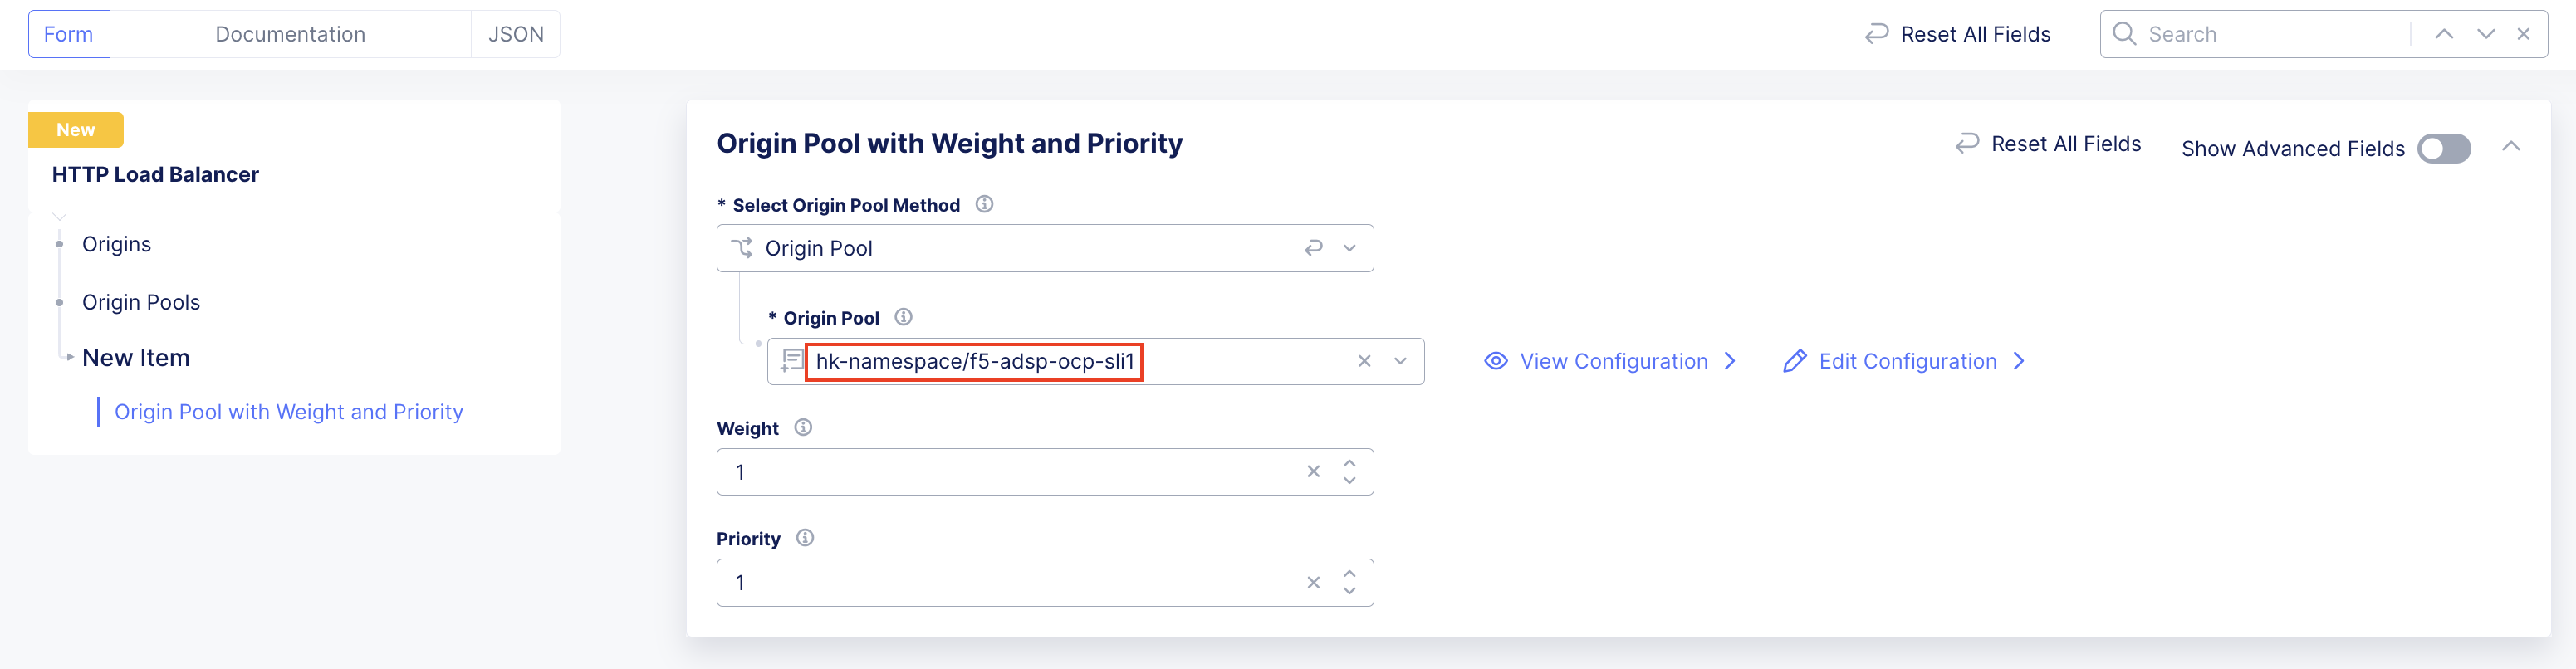 Form
Documentation
JSON
Reset All Fields
Search
New
HTTP Load Balancer
Origins
Origin Pools
New Item
Origin Pool with Weight and Priority
Origin Pool with Weight and Priority
Reset All Fields
Show Advanced Fields
* Select Origin Pool Method
Origin Pool
* Origin Pool
hk-namespace/f5-adsp-ocp-sli1
View Configuration
Edit Configuration
Weight
1
Priority
1